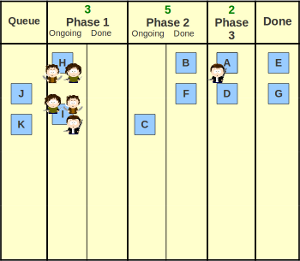 3 5 2
Queue Phase 1 Phase 2 Phase Done
Ongoing Done Ongoing Done 3
H B A E
J F D G
I
K C